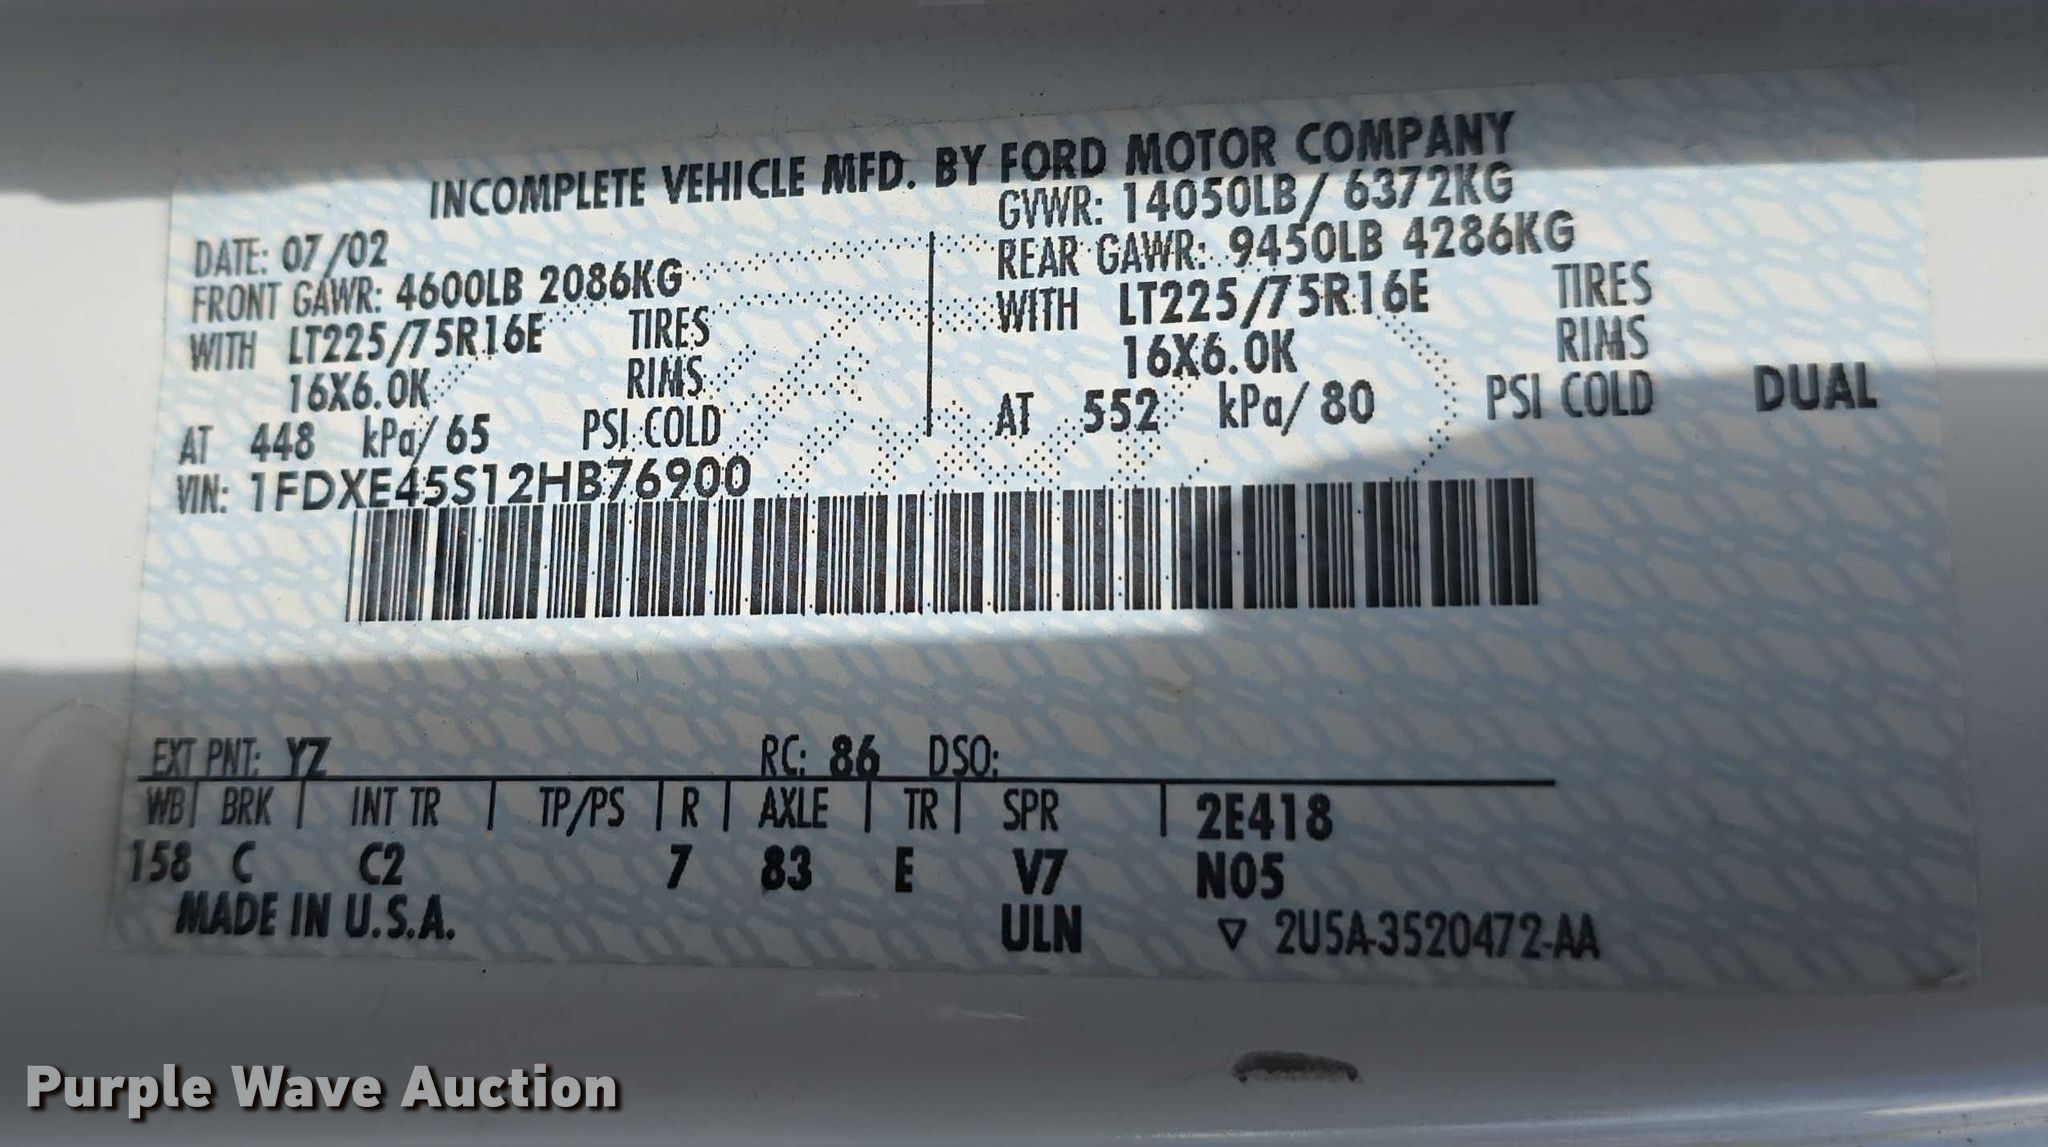 INCOMPLETE VEHICLE MFD. BY FORD MOTOR COMPANY
DATE: 07/02
GVWR: 14050LB/ 6372KG
FRONT GAWR: 4600LB 2086KG
WITH LT225/75R16E TIRES
16X6.0K RIMS
AT 448 kPa/ 65 PSI COLD
REAR GAWR: 9450LB 4286KG
WITH LT225/75R16E TIRES
16X6.0K RIMS
AT 552 kPa/ 80 PSI COLD DUAL
VIN: 1FDXE45S12HB76900
EXT PNT: YZ RC: 86 DSO:
WB | BRK | INT TR | TP/PS | R | AXLE | TR | SPR | 2E418
158 C C2 7 83 E V7 N05
MADE IN U.S.A. ULN ▽ 2U5A-3520472-AA
Purple Wave Auction